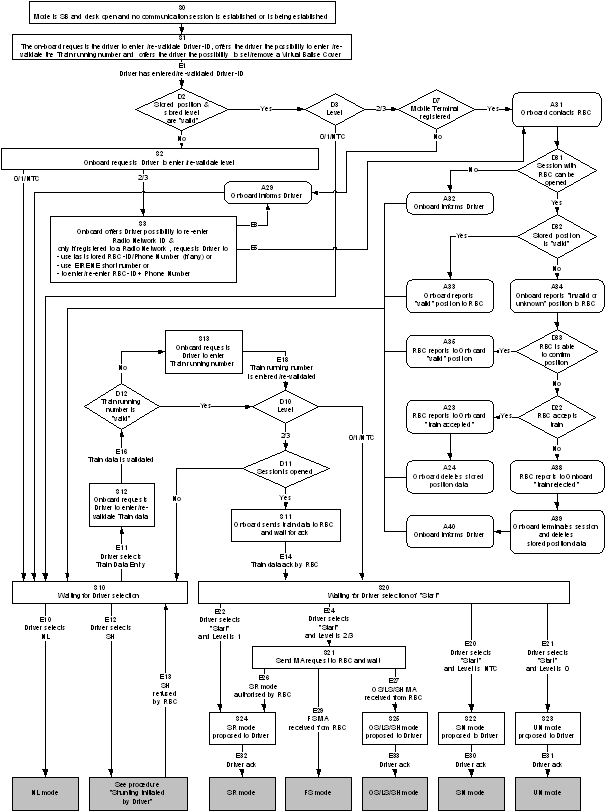 S0
Mode is SB and desk open and no communication session is established or is being established
S1
The on-board requests the driver to enter /re-validate Driver-ID, offers the driver the possibility to enter /re-
validate the Train running number and offers the driver the possibility to set/remove a Virtual Balise Cover
E1
Driver has entered/re-validated Driver-ID
D2
Stored position &
stored level
are "valid"
Yes
D3
Level
2/3
D7
Mobile Terminal
registered
Yes
A31
Onboard contacts RBC
No
0/1/NTC
No
S2
Onboard requests Driver to enter/re-validate level
0/1/NTC
2/3
A29
Onboard informs Driver
D31
Session with
RBC can be
opened
No
A32
Onboard informs Driver
Yes
S3
Onboard offers Driver possibility to re-enter
Radio Network ID &
only if registered to a Radio Network, requests Driver to
- use last stored RBC-ID/Phone Number (if any) or
- use EIRENE short number or
- to enter/re-enter RBC-ID + Phone Number
D32
Stored position
is "valid"
Yes
No
A33
Onboard reports
"valid" position to RBC
A34
Onboard reports "invalid or
unknown" position to RBC
S13
Onboard requests
Driver to enter
Train running number
E18
Train running number
is entered /re-validated
A35
RBC reports to Onboard
"valid" position
Yes
D33
RBC is able
to confirm
position
No
No
D12
Train running
number is
"valid"
Yes
D10
Level
0/1/NTC
2/3
A23
RBC reports to Onboard
"train accepted"
Yes
D22
RBC accepts
train
No
E16
Train data is validated
D11
Session is opened
No
Yes
S12
Onboard requests
Driver to enter/re-
validate Train data
A24
Onboard deletes stored
position data
A38
RBC reports to Onboard
"train rejected"
S11
Onboard sends train data to RBC
and wait for ack
A40
Onboard informs Driver
A39
Onboard terminates session
and deletes
stored position data
E11
Driver selects
Train Data Entry
E14
Train data ack by RBC
S10
Waiting for Driver selection
S20
Waiting for Driver selection of "Start"
E10
Driver selects
NL
E12
Driver selects
SH
E13
SH
refused
by RBC
E22
Driver selects
"Start"
and Level is 1
E24
Driver selects
"Start"
and Level is 2/3
E20
Driver selects
"Start"
and Level is NTC
E21
Driver selects
"Start"
and Level is 0
S21
Send MA request to RBC and wait
E26
SR mode
authorised by RBC
E27
OS/LS/SH MA
received from RBC
E29
FS MA
received from RBC
S24
SR mode
proposed to Driver
S25
OS/LS/SH mode
proposed to Driver
S22
SN mode
proposed to Driver
S23
UN mode
proposed to Driver
E32
Driver ack
E33
Driver ack
E30
Driver ack
E31
Driver ack
NL mode
See procedure
"Shunting initiated
by Driver"
SR mode
FS mode
OS/LS/SH mode
SN mode
UN mode